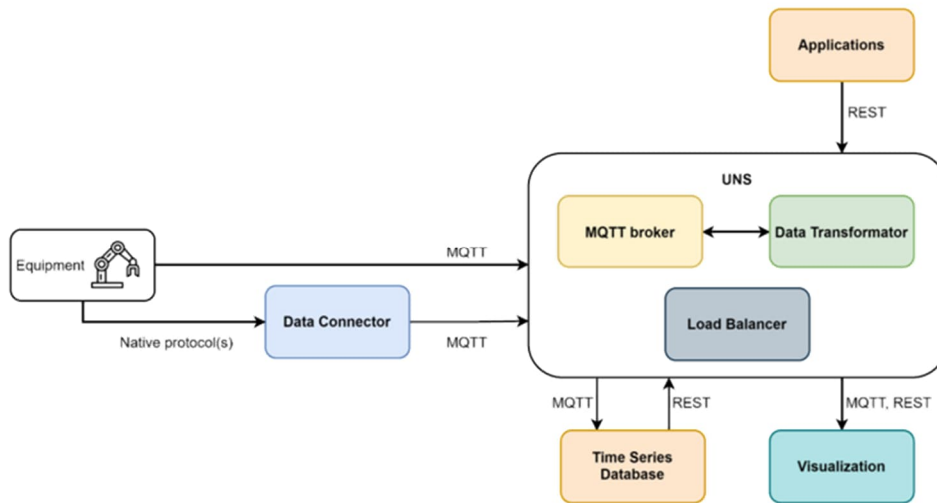 Applications
REST
UNS
MQTT broker
Data Transformator
Equipment
MQTT
Data Connector
Load Balancer
Native protocol(s)
MQTT
MQTT
REST
MQTT, REST
Time Series
Database
Visualization